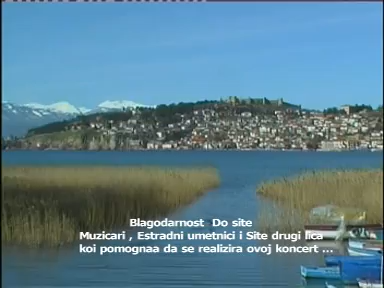 Blagodarnost Do site
Muzicari , Estradni umetnici i Site drugi lica
koi pomognaa da se realizira ovoj koncert ...